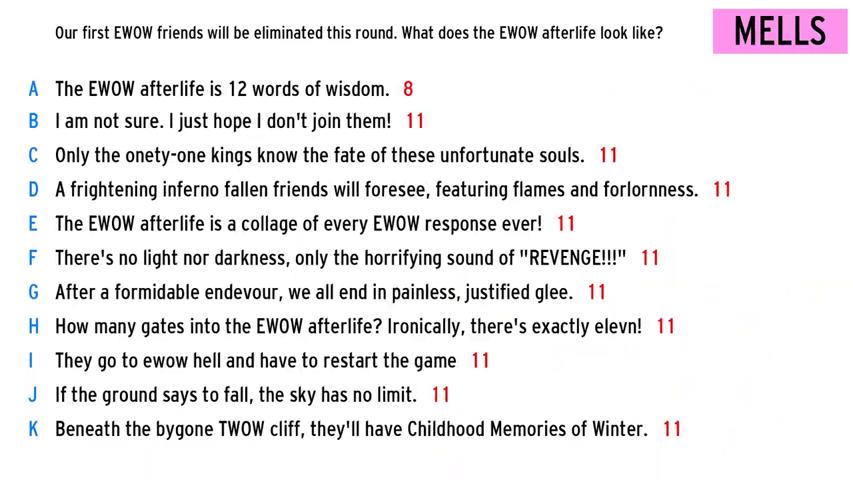 Our first EWOW friends will be eliminated this round. What does the EWOW afterlife look like?
MELLS
A The EWOW afterlife is 12 words of wisdom. 8
B I am not sure. I just hope I don't join them! 11
C Only the onety-one kings know the fate of these unfortunate souls. 11
D A frightening inferno fallen friends will foresee, featuring flames and forlornness. 11
E The EWOW afterlife is a collage of every EWOW response ever! 11
F There's no light nor darkness, only the horrifying sound of "REVENGE!!!" 11
G After a formidable endevour, we all end in painless, justified glee. 11
H How many gates into the EWOW afterlife? Ironically, there's exactly elevn! 11
I They go to ewow hell and have to restart the game 11
J If the ground says to fall, the sky has no limit. 11
K Beneath the bygone TWOW cliff, they'll have Childhood Memories of Winter. 11